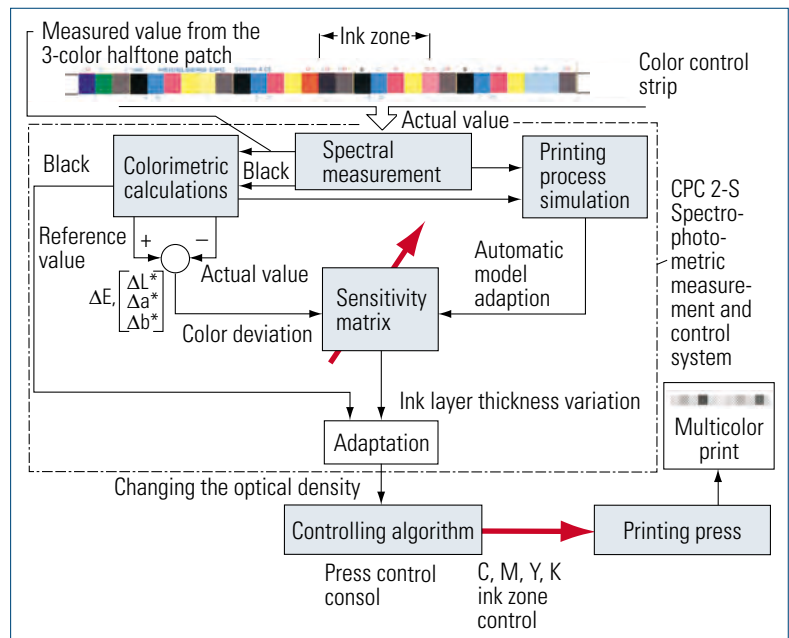 Measured value from the
3-color halftone patch
Ink zone
Color control
strip
Actual value
Black
Colorimetric
calculations
Black
Spectral
measurement
Printing
process
simulation
CPC 2-S
Spectro-
photo-
metric
measure-
ment and
control
system
Reference
value
+
–
Actual value
ΔE,
ΔL*
Δa*
Δb*
Color deviation
Sensitivity
matrix
Automatic
model
adaption
Ink layer thickness variation
Adaptation
Multicolor
print
Changing the optical density
Controlling algorithm
Printing press
Press control
consol
C, M, Y, K
ink zone
control